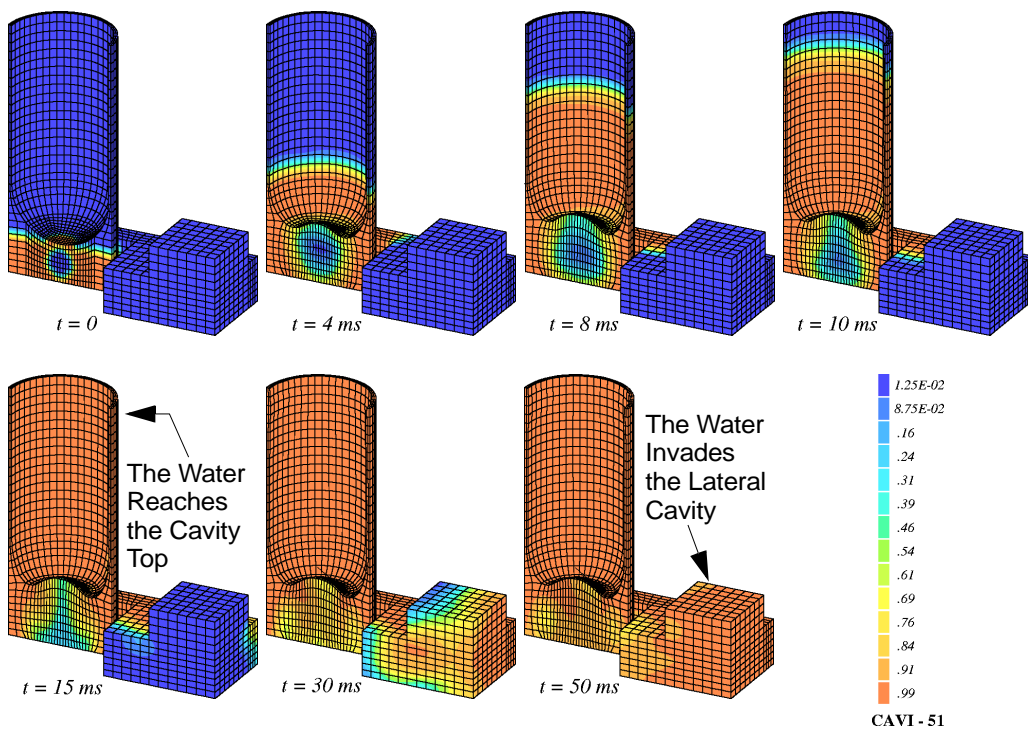 t = 0
t = 4 ms
t = 8 ms
t = 10 ms
The Water
Reaches
the Cavity
Top
The Water
Invades
the Lateral
Cavity
t = 15 ms
t = 30 ms
t = 50 ms
1.25E-02
8.75E-02
.16
.24
.31
.39
.46
.54
.61
.69
.76
.84
.91
.99
CAVI - 51